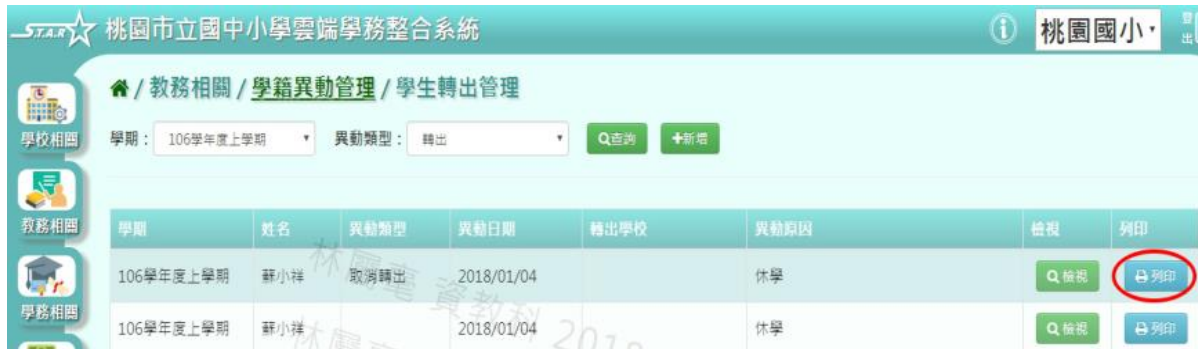 S.T.A.R 桃園市立國中小學雲端學務整合系統
桃園國小
登出
/ 教務相關 / 學籍異動管理 / 學生轉出管理
學校相關
學期： 106學年度上學期 異動類型： 轉出 查詢 +新增
教務相關
學期 姓名 異動類型 異動日期 轉出學校 異動原因 檢視 列印
106學年度上學期 蘇小祥 取消轉出 2018/01/04 休學 檢視 列印
學務相關
106學年度上學期 蘇小祥 2018/01/04 休學 檢視 列印